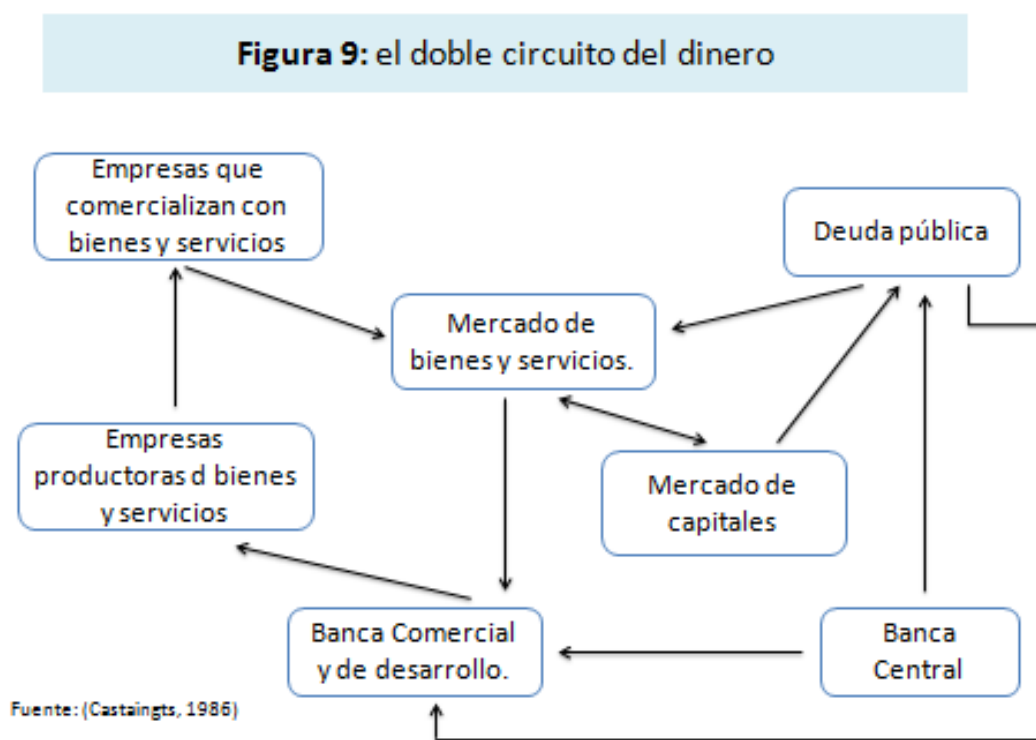 Figura 9: el doble circuito del dinero
Empresas que
comercializan con
bienes y servicios
Deuda pública
Mercado de
bienes y servicios.
Empresas
productoras d bienes
y servicios
Mercado de
capitales
Banca Comercial
y de desarrollo.
Banca
Central
Fuente: (Castaingts, 1986)